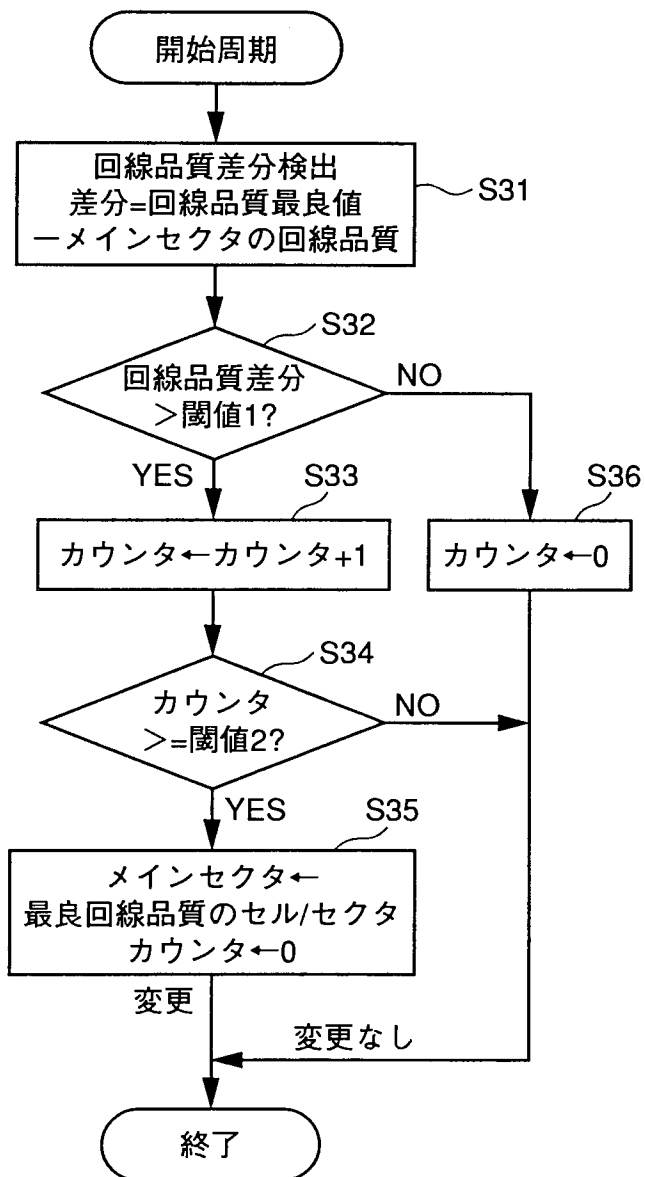 開始周期
回線品質差分検出
差分=回線品質最良値
－メインセクタの回線品質
S31
S32
回線品質差分
＞閾値1?
NO
YES
S33
カウンタ←カウンタ+1
S36
カウンタ←0
S34
カウンタ
＞=閾値2?
NO
YES
S35
メインセクタ←
最良回線品質のセル/セクタ
カウンタ←0
変更
変更なし
終了